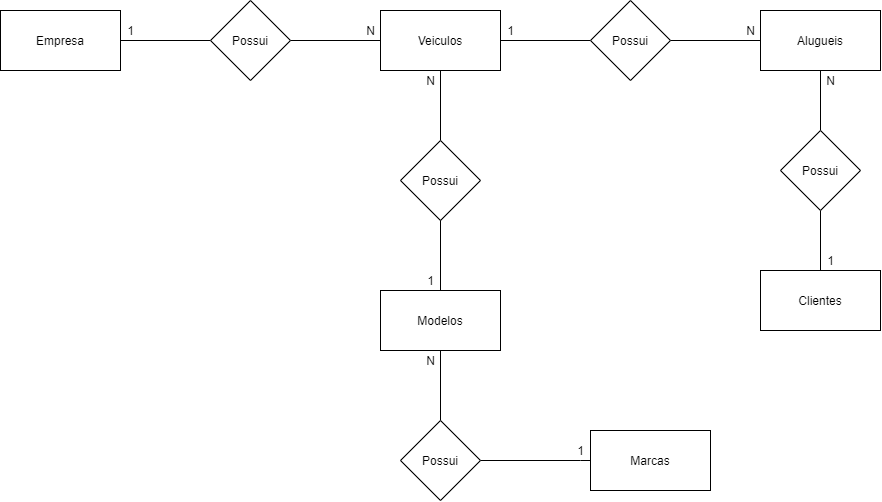 Empresa
1
Possui
N
Veiculos
1
Possui
N
Alugueis
N
N
Possui
Possui
1
1
Modelos
Clientes
N
Possui
1
Marcas